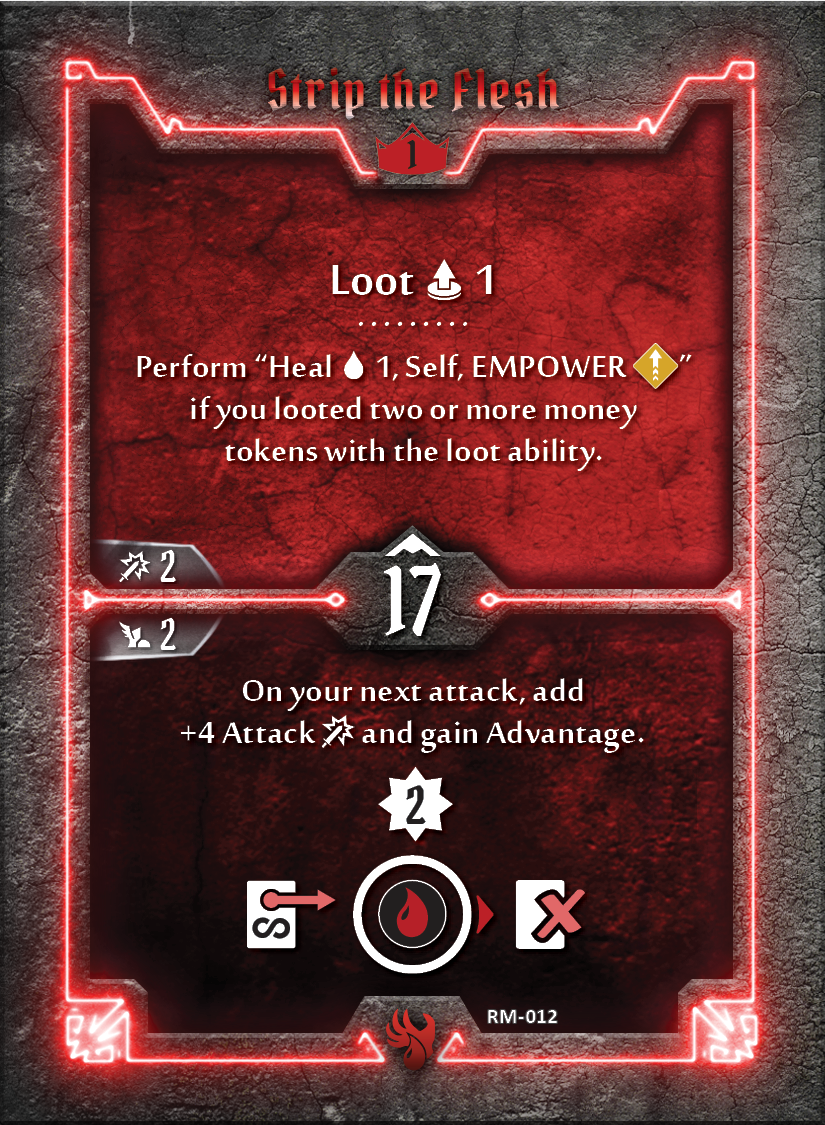 Strip the Flesh
1
Loot 1
Perform “Heal 1, Self, EMPOWER ”
if you looted two or more money
tokens with the loot ability.
2
17
2
On your next attack, add
+4 Attack and gain Advantage.
2
RM-012